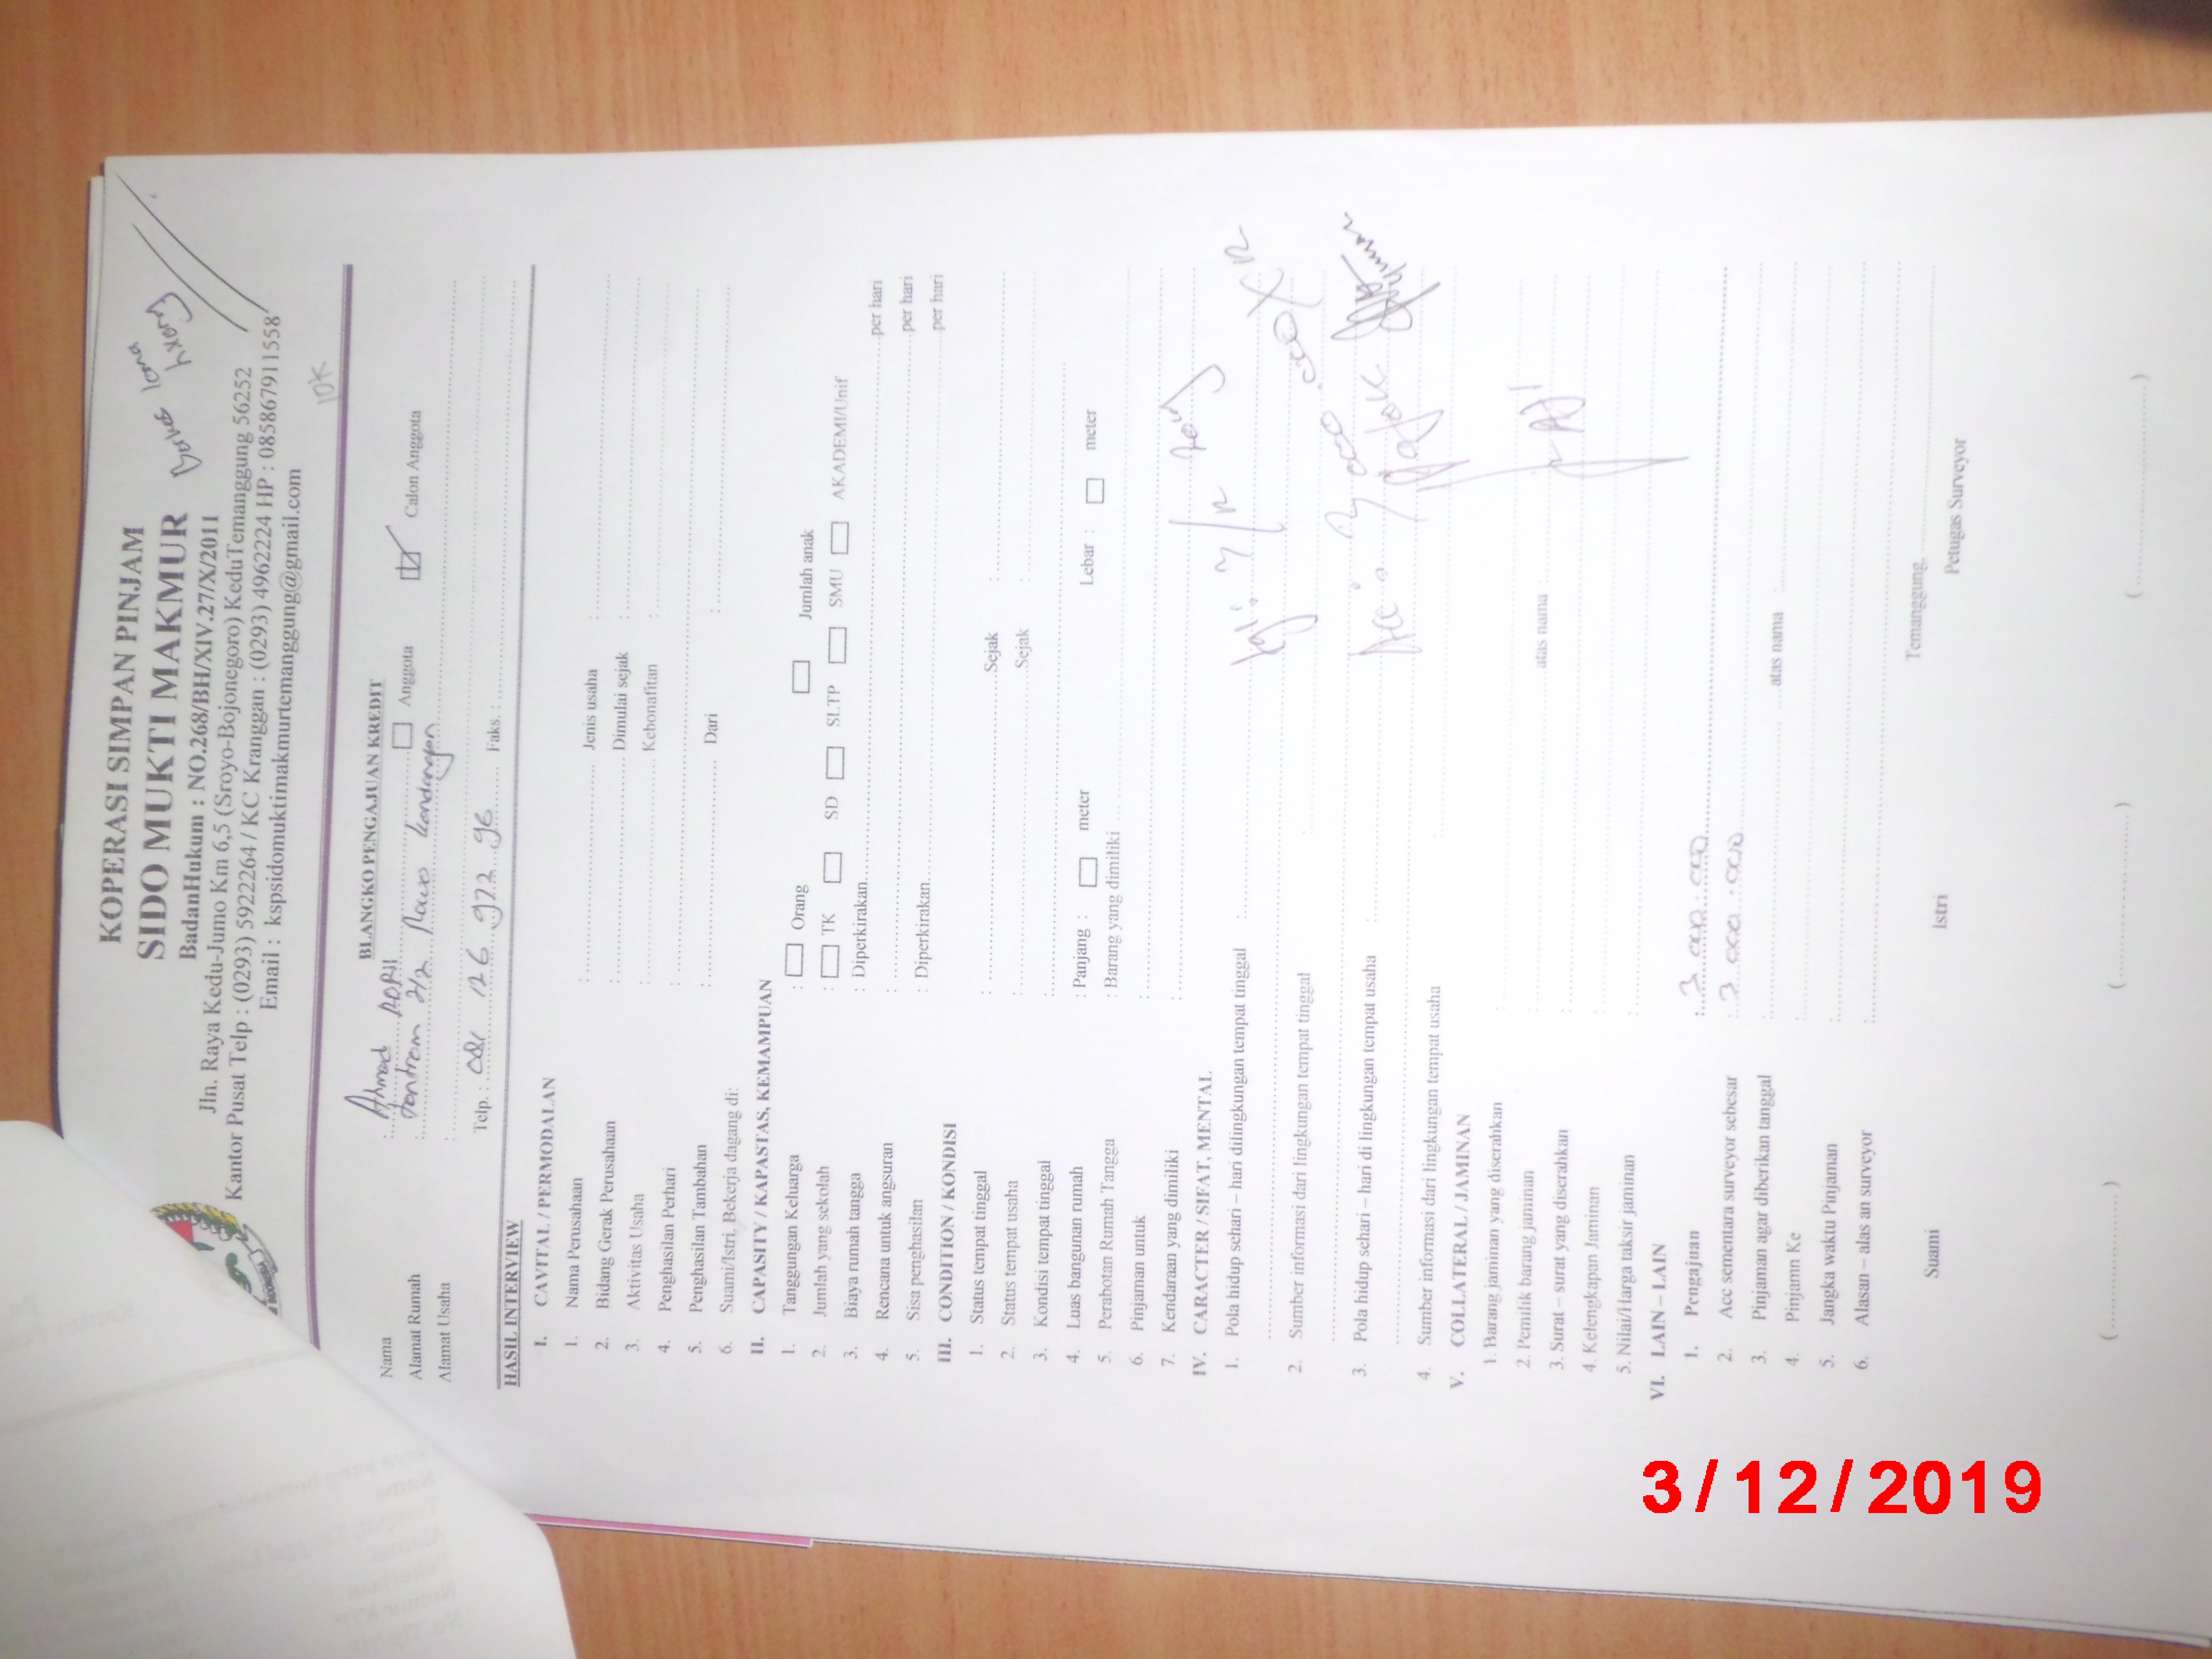 KOPERASI SIMPAN PINJAM
SIDO MUKTI MAKMUR
BadanHukum : NO.268/BH/XIV.27/X/2011
Jln. Raya Kedu-Jumo Km 6,5 (Sroyo-Bojonegoro) KeduTemanggung 56252
Kantor Pusat Telp : (0293) 5922264 / KC Kranggan : (0293) 4962224 HP : 085867911558
Email : kspsidomuktimakmurtemanggung@gmail.com
10K
BLANGKO PENGAJUAN KREDIT
Nama : Ahmad
Alamat Rumah : 2/2
Anggota Calon Anggota
Alamat Usaha :
Telp. : 081 126 972 96 Faks. :
HASIL INTERVIEW
I. CAVITAL / PERMODALAN
1. Nama Perusahaan : Jenis usaha :
2. Bidang Gerak Perusahaan : Dimulai sejak :
3. Aktivitas Usaha : Kebonafitan :
4. Penghasilan Perhari :
5. Penghasilan Tambahan : Dari :
6. Suami/Istri, Bekerja dagang di:
II. CAPASITY / KAPASTAS, KEMAMPUAN
1. Tanggungan Keluarga : Orang Jumlah anak
2. Jumlah yang sekolah : TK SD SLTP SMU AKADEMI/Unif
3. Biaya rumah tangga : Diperkirakan per hari
4. Rencana untuk angsuran : per hari
5. Sisa penghasilan : Diperkirakan per hari
III. CONDITION / KONDISI
1. Status tempat tinggal : Sejak :
2. Status tempat usaha : Sejak :
3. Kondisi tempat tinggal :
4. Luas bangunan rumah : Panjang : meter Lebar : meter
5. Perabotan Rumah Tangga : Barang yang dimiliki
6. Pinjaman untuk :
7. Kendaraan yang dimiliki :
IV. CARACTER / SIFAT, MENTAL
1. Pola hidup sehari – hari dilingkungan tempat tinggal :
2. Sumber informasi dari lingkungan tempat tinggal
3. Pola hidup sehari – hari di lingkungan tempat usaha :
Acc :
4. Sumber informasi dari lingkungan tempat usaha
V. COLLATERAL / JAMINAN
1. Barang jaminan yang diserahkan
2. Pemilik barang jaminan : atas nama
3. Surat – surat yang diserahkan :
4. Kelengkapan Jaminan
5. Nilai/Harga taksir jaminan :
VI. LAIN – LAIN
1. Pengajuan : 3.000.000
2. Acc sementara surveyor sebesar : 3.000.000
3. Pinjaman agar diberikan tanggal : atas nama :
4. Pinjamn Ke :
5. Jangka waktu Pinjaman :
6. Alasan – alas an surveyor :
Temanggung,
Suami Istri Petugas Surveyor
(..............) (..............) (..............)
3/12/2019